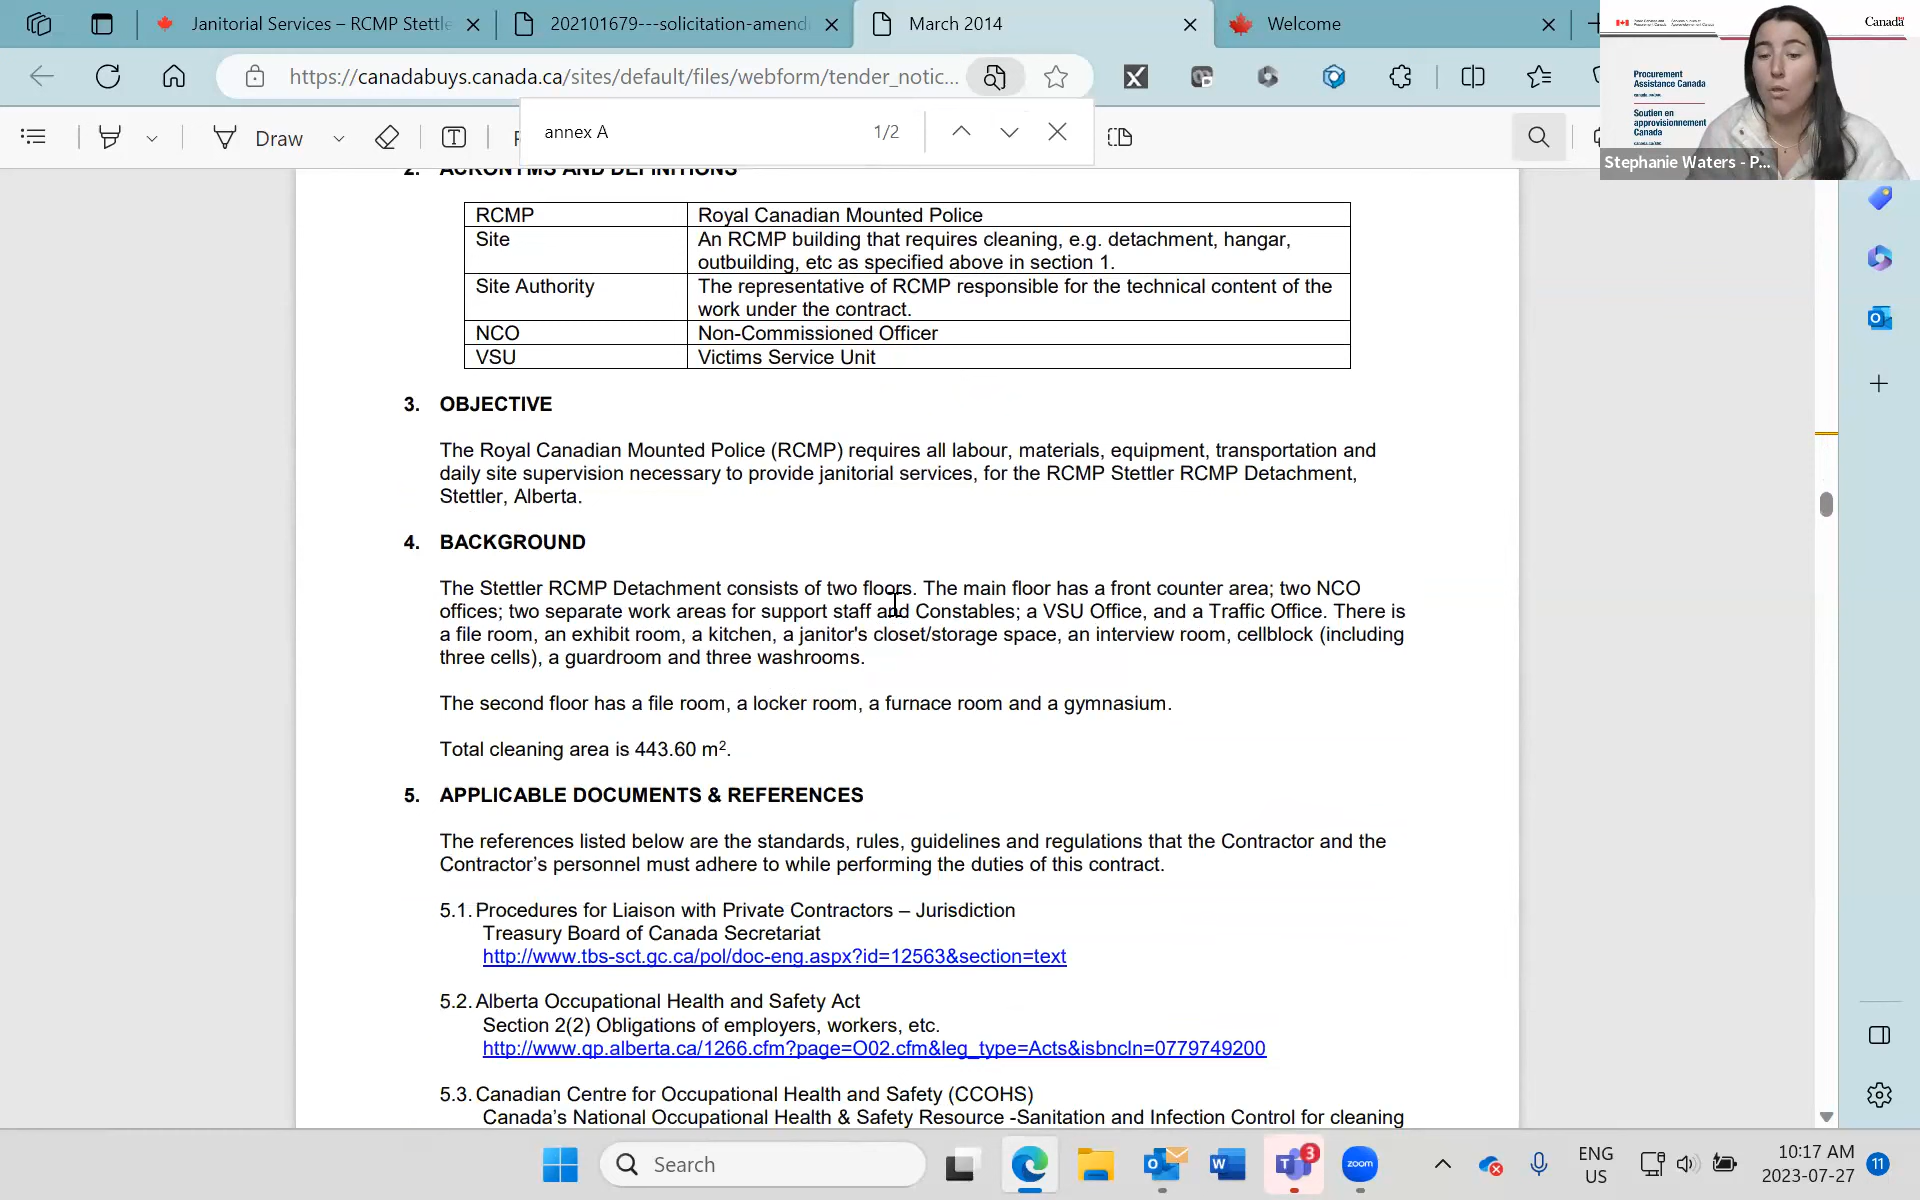 Janitorial Services – RCMP Stettle
202101679---solicitation-amend
March 2014
Welcome
https://canadabuys.canada.ca/sites/default/files/webform/tender_notic...
annex A
1/2
Draw
Canada
Procurement
Assistance Canada
Soutien en
approvisionnement
Canada
Stephanie Waters - P...
2. ACRONYMS AND DEFINITIONS
RCMP Royal Canadian Mounted Police
Site An RCMP building that requires cleaning, e.g. detachment, hangar,
outbuilding, etc as specified above in section 1.
Site Authority The representative of RCMP responsible for the technical content of the
work under the contract.
NCO Non-Commissioned Officer
VSU Victims Service Unit
3. OBJECTIVE
The Royal Canadian Mounted Police (RCMP) requires all labour, materials, equipment, transportation and
daily site supervision necessary to provide janitorial services, for the RCMP Stettler RCMP Detachment,
Stettler, Alberta.
4. BACKGROUND
The Stettler RCMP Detachment consists of two floors. The main floor has a front counter area; two NCO
offices; two separate work areas for support staff and Constables; a VSU Office, and a Traffic Office. There is
a file room, an exhibit room, a kitchen, a janitor's closet/storage space, an interview room, cellblock (including
three cells), a guardroom and three washrooms.
The second floor has a file room, a locker room, a furnace room and a gymnasium.
Total cleaning area is 443.60 m².
5. APPLICABLE DOCUMENTS & REFERENCES
The references listed below are the standards, rules, guidelines and regulations that the Contractor and the
Contractor's personnel must adhere to while performing the duties of this contract.
5.1. Procedures for Liaison with Private Contractors – Jurisdiction
Treasury Board of Canada Secretariat
http://www.tbs-sct.gc.ca/pol/doc-eng.aspx?id=12563&section=text
5.2. Alberta Occupational Health and Safety Act
Section 2(2) Obligations of employers, workers, etc.
http://www.qp.alberta.ca/1266.cfm?page=O02.cfm&leg_type=Acts&isbncln=0779749200
5.3. Canadian Centre for Occupational Health and Safety (CCOHS)
Canada's National Occupational Health & Safety Resource -Sanitation and Infection Control for cleaning
Search
3
zoom
ENG
US
10:17 AM
2023-07-27
11